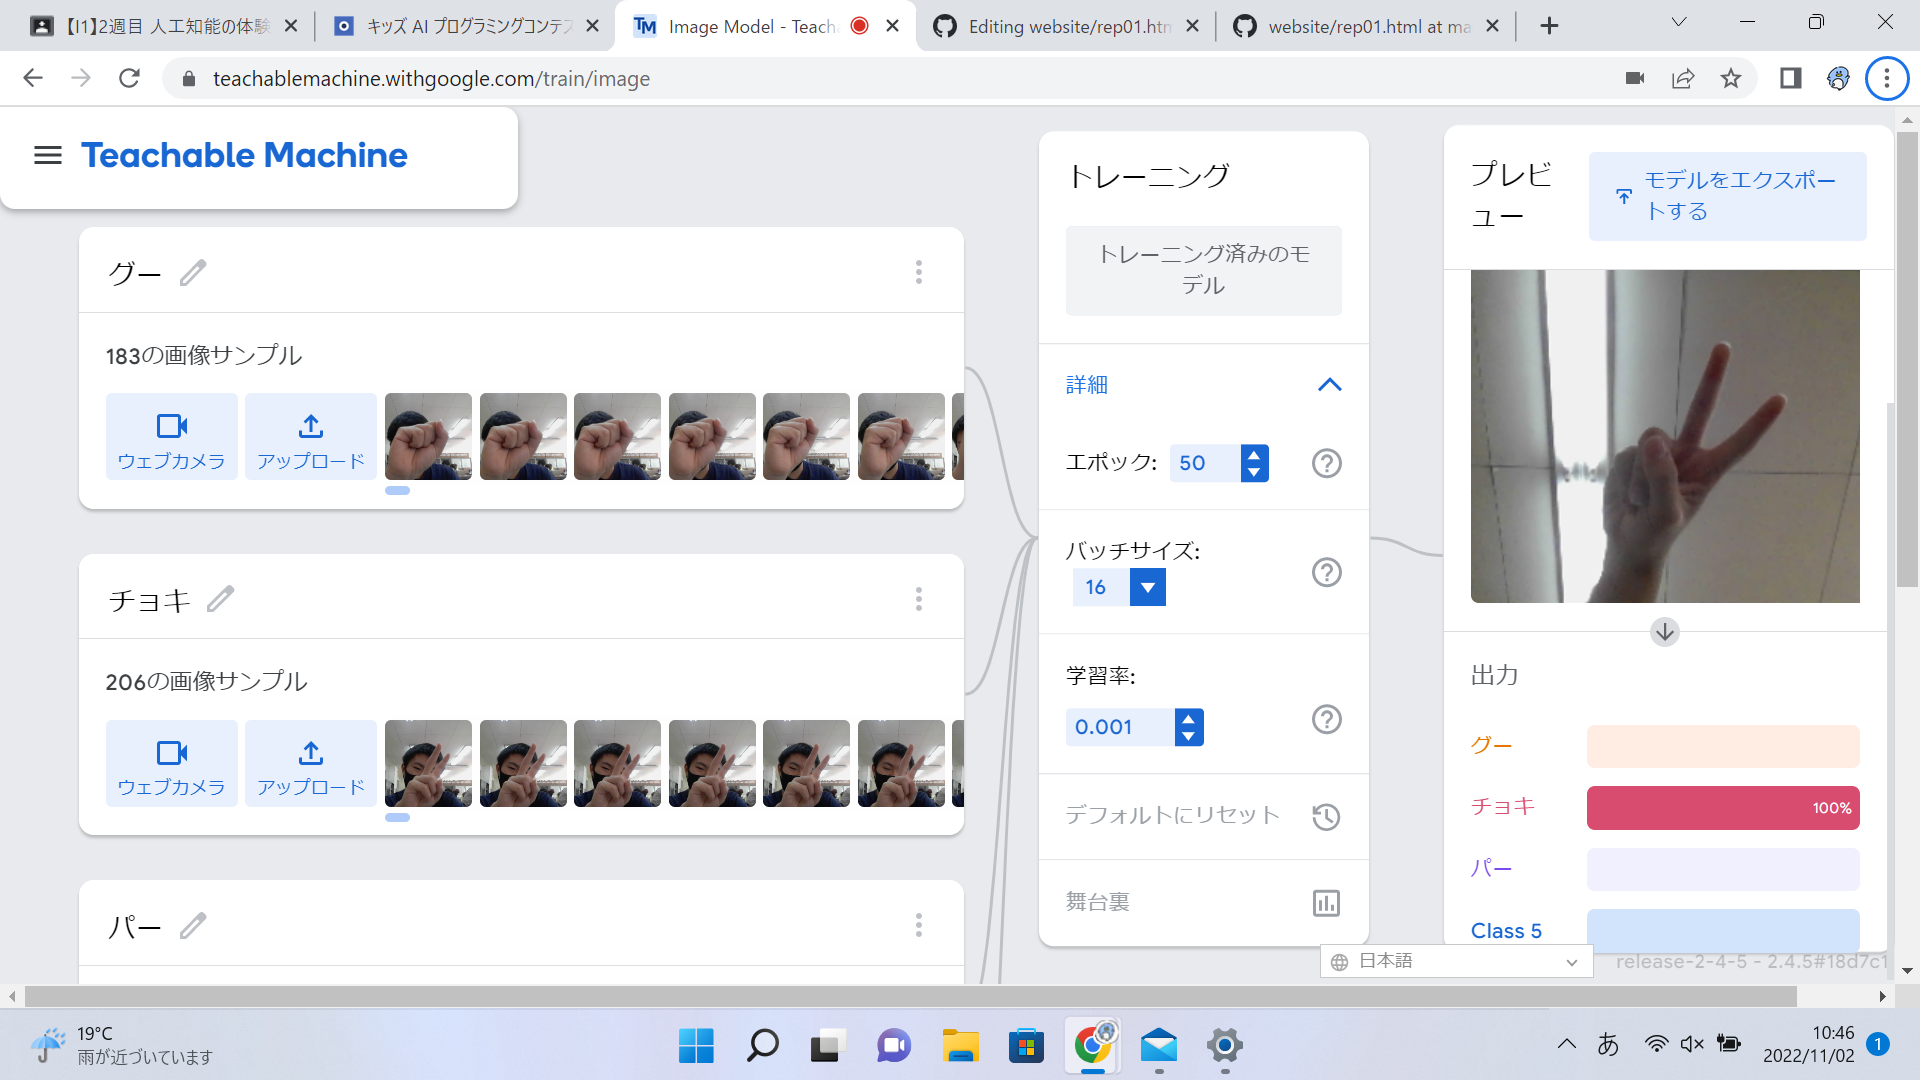 【I1】2週目 人工知能の体験
キッズ AI プログラミングコンテス
Image Model - Teach
Editing website/rep01.htm
website/rep01.html at ma
teachablemachine.withgoogle.com/train/image
Teachable Machine
グー
183の画像サンプル
ウェブカメラ
アップロード
チョキ
206の画像サンプル
ウェブカメラ
アップロード
パー
トレーニング
トレーニング済みのモ
デル
詳細
エポック: 50
バッチサイズ:
16
学習率:
0.001
デフォルトにリセット
舞台裏
プレビ
ュー
モデルをエクスポー
トする
出力
グー
チョキ 100%
パー
Class 5
日本語
release-2-4-5 - 2.4.5#18d7c1
19°C
雨が近づいています
あ
10:46
2022/11/02
1